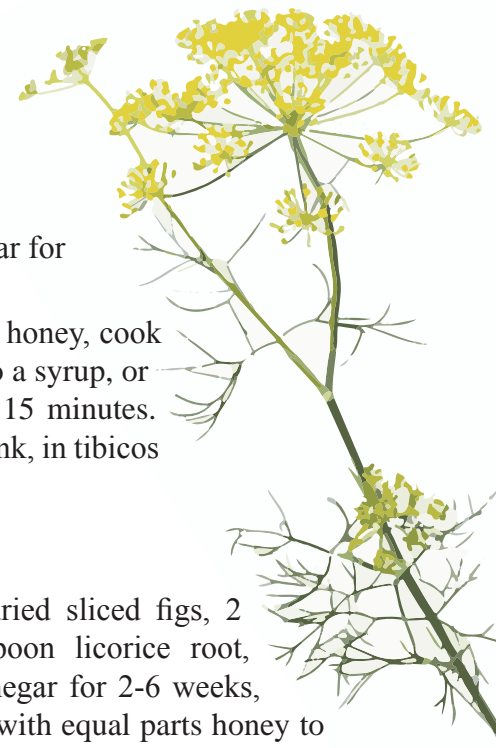 ar for
honey, cook
o a syrup, or
15 minutes.
nk, in tibicos
ried sliced figs, 2
poon licorice root,
negar for 2-6 weeks,
with equal parts honey to